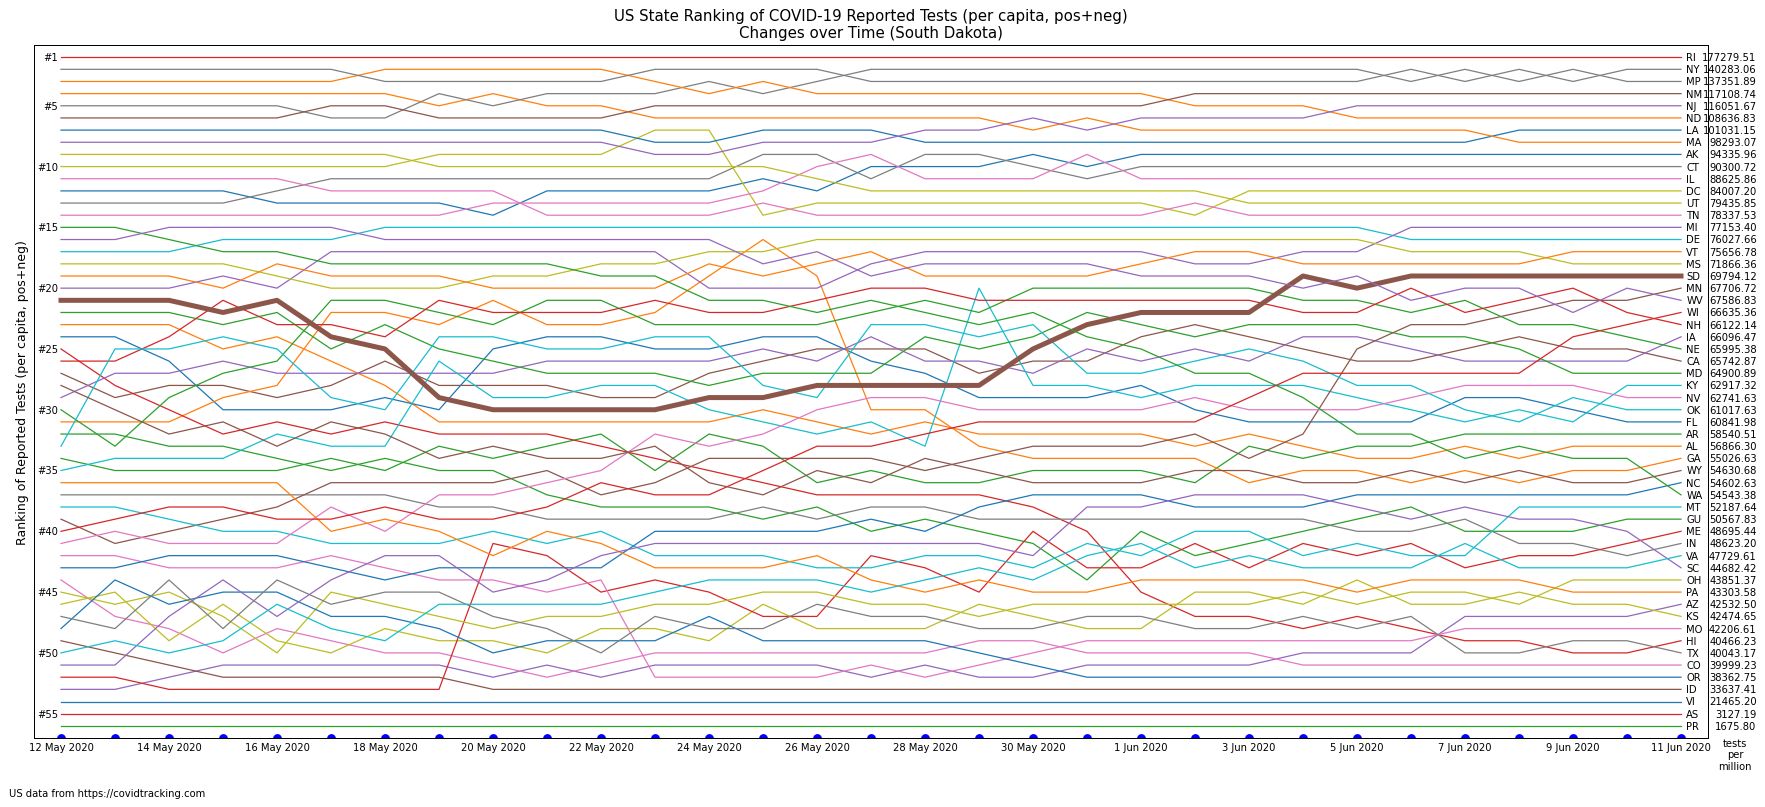 US State Ranking of COVID-19 Reported Tests (per capita, pos+neg)
Changes over Time (South Dakota)
Ranking of Reported Tests (per capita, pos+neg)
#1
#5
#10
#15
#20
#25
#30
#35
#40
#45
#50
#55
RI 177279.51
NY 140283.06
MP 137351.89
NM 117108.74
NJ 116051.67
ND 108636.83
LA 101031.15
MA 98293.07
AK 94335.96
CT 90300.72
IL 88625.86
DC 84007.20
UT 79435.85
TN 78337.53
MI 77153.40
DE 76027.66
VT 75656.78
MS 71866.36
SD 69794.12
MN 67706.72
WV 67586.83
WI 66635.36
NH 66122.14
IA 66096.47
NE 65995.38
CA 65742.87
MD 64900.89
KY 62917.32
NV 62741.63
OK 61017.63
FL 60841.98
AR 58540.51
AL 56866.30
GA 55026.63
WY 54630.68
NC 54602.63
WA 54543.38
MT 52187.64
GU 50567.83
ME 48695.44
IN 48623.20
VA 47729.61
SC 44682.42
OH 43851.37
PA 43303.58
AZ 42532.50
KS 42474.65
MO 42206.61
HI 40466.23
TX 40043.17
CO 39999.23
OR 38362.75
ID 33637.41
VI 21465.20
AS 3127.19
PR 1675.80
12 May 2020 14 May 2020 16 May 2020 18 May 2020 20 May 2020 22 May 2020 24 May 2020 26 May 2020 28 May 2020 30 May 2020 1 Jun 2020 3 Jun 2020 5 Jun 2020 7 Jun 2020 9 Jun 2020 11 Jun 2020
tests
per
million
US data from https://covidtracking.com